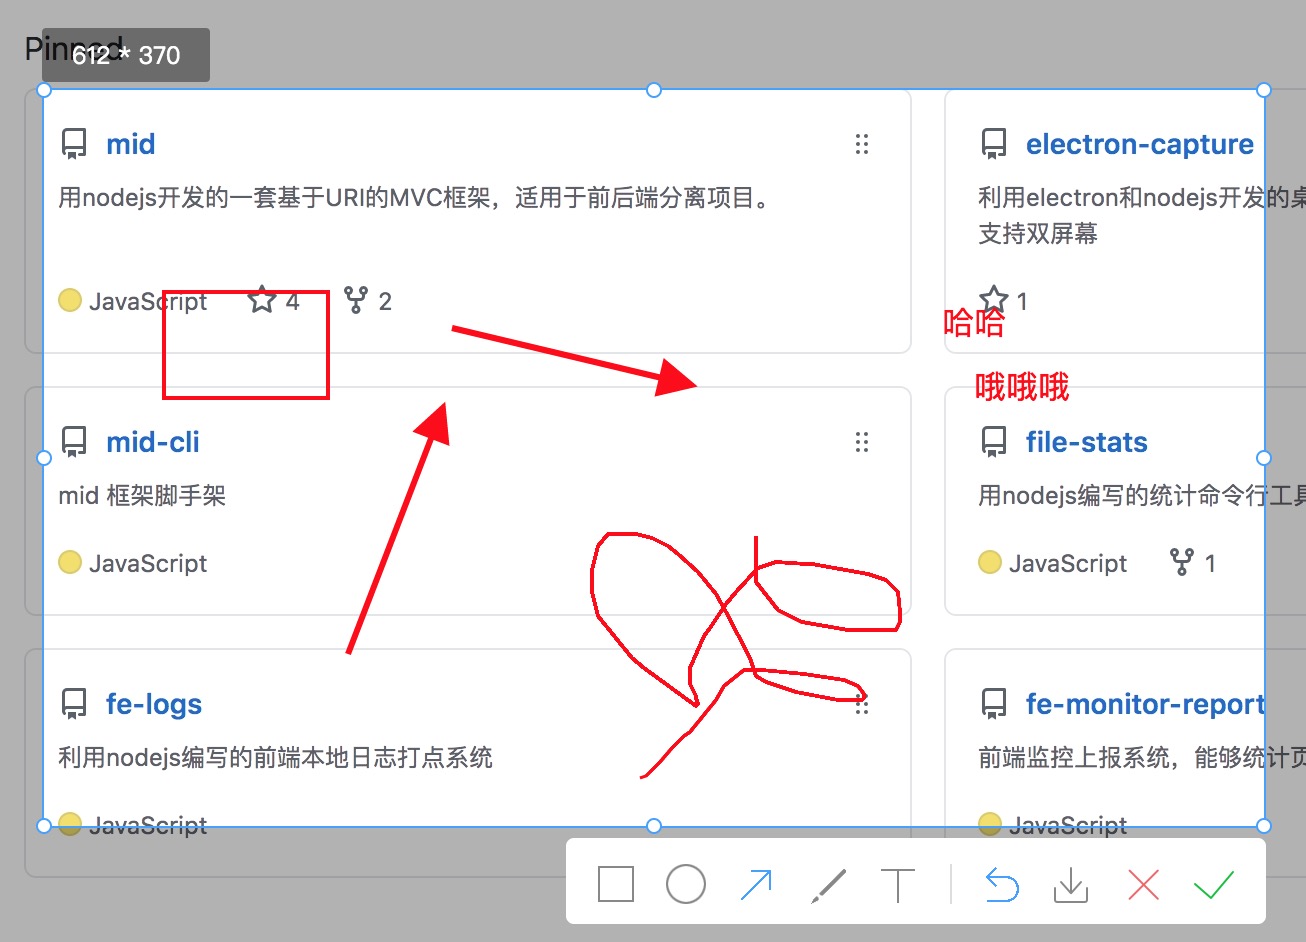 Pinned
612 * 370
mid
用nodejs开发的一套基于URI的MVC框架，适用于前后端分离项目。
JavaScript 4 2
electron-capture
利用electron和nodejs开发的桌
支持双屏幕
1
哈哈
哦哦哦
mid-cli
mid 框架脚手架
JavaScript
file-stats
用nodejs编写的统计命令行工具
JavaScript 1
fe-logs
利用nodejs编写的前端本地日志打点系统
JavaScript
fe-monitor-report
前端监控上报系统，能够统计页
JavaScript